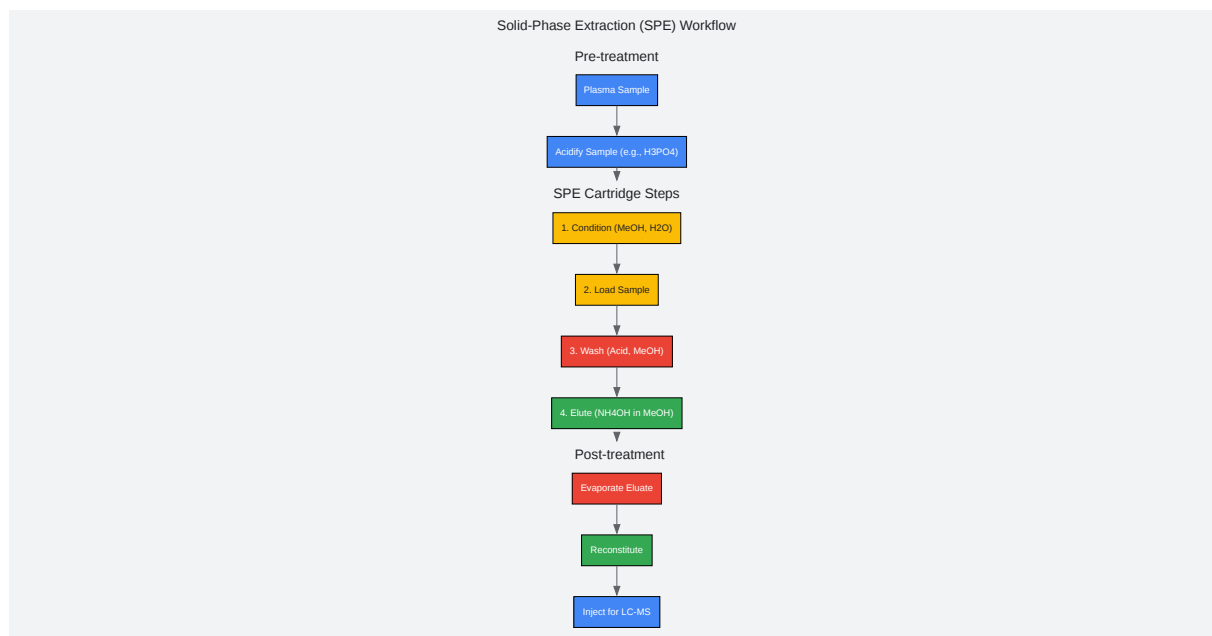 Solid-Phase Extraction (SPE) Workflow
Pre-treatment
Plasma Sample
Acidify Sample (e.g., H3PO4)
SPE Cartridge Steps
1. Condition (MeOH, H2O)
2. Load Sample
3. Wash (Acid, MeOH)
4. Elute (NH4OH in MeOH)
Post-treatment
Evaporate Eluate
Reconstitute
Inject for LC-MS